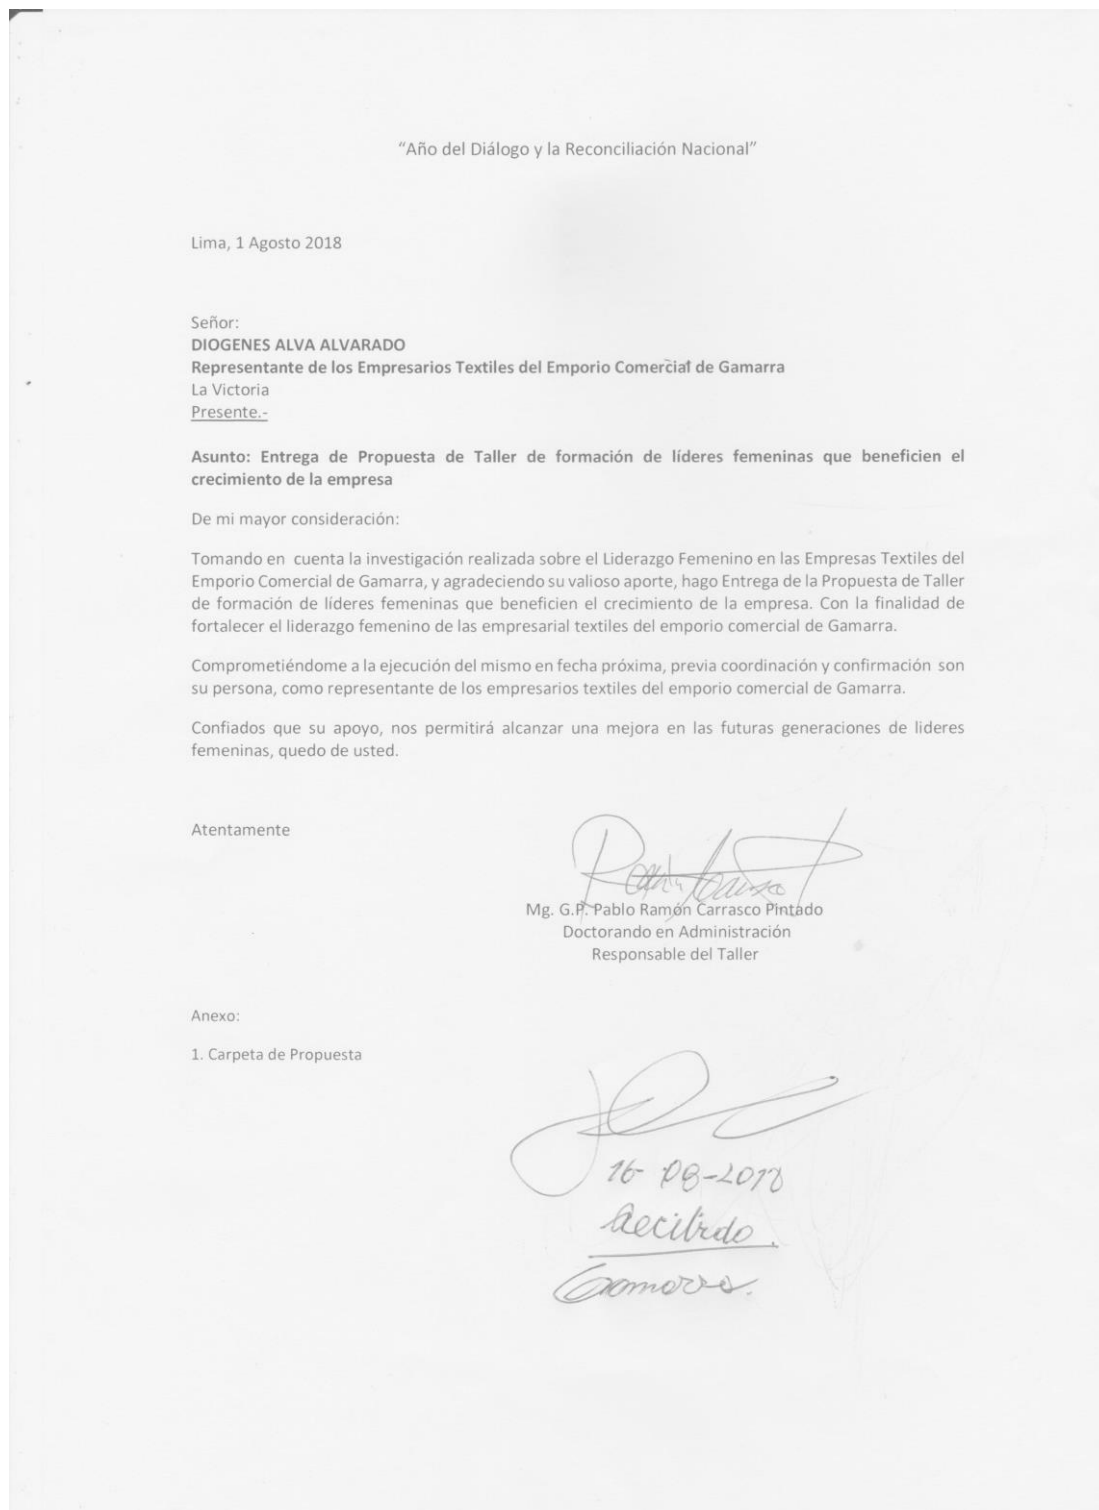 “Año del Diálogo y la Reconciliación Nacional”
Lima, 1 Agosto 2018
Señor:
DIOGENES ALVA ALVARADO
Representante de los Empresarios Textiles del Emporio Comercial de Gamarra
La Victoria
Presente.-
Asunto: Entrega de Propuesta de Taller de formación de líderes femeninas que beneficien el
crecimiento de la empresa
De mi mayor consideración:
Tomando en cuenta la investigación realizada sobre el Liderazgo Femenino en las Empresas Textiles del
Emporio Comercial de Gamarra, y agradeciendo su valioso aporte, hago Entrega de la Propuesta de Taller
de formación de líderes femeninas que beneficien el crecimiento de la empresa. Con la finalidad de
fortalecer el liderazgo femenino de las empresarial textiles del emporio comercial de Gamarra.
Comprometiéndome a la ejecución del mismo en fecha próxima, previa coordinación y confirmación son
su persona, como representante de los empresarios textiles del emporio comercial de Gamarra.
Confiados que su apoyo, nos permitirá alcanzar una mejora en las futuras generaciones de lideres
femeninas, quedo de usted.
Atentamente
Mg. G.P. Pablo Ramón Carrasco Pintado
Doctorando en Administración
Responsable del Taller
Anexo:
1. Carpeta de Propuesta
16-08-2018
Recibido.
Gamarra.